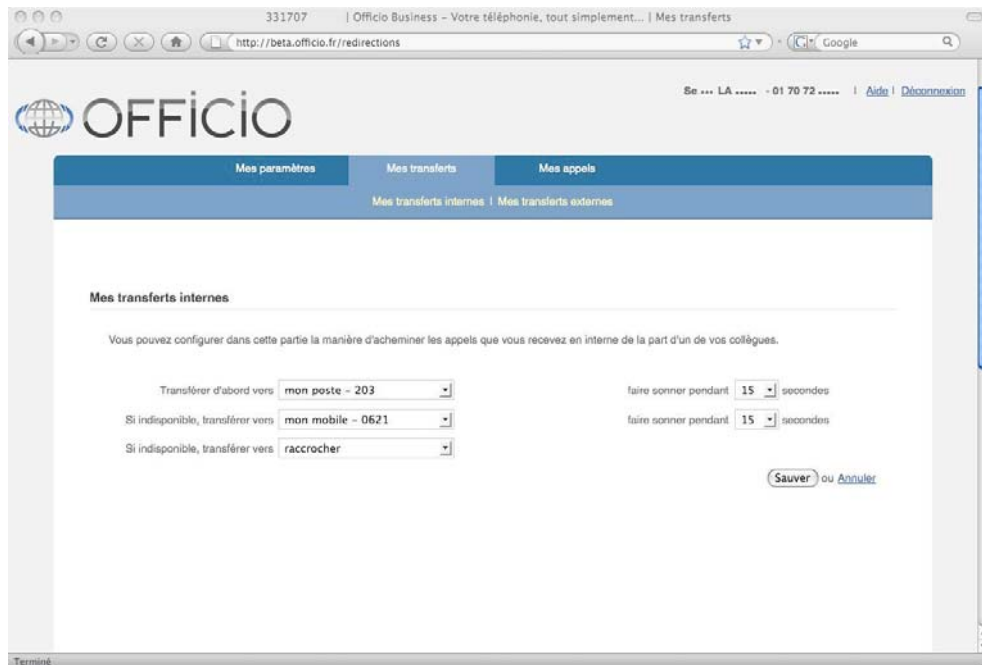 331707 | Officio Business – Votre téléphonie, tout simplement... | Mes transferts
http://beta.officio.fr/redirections Google
Se ... LA ..... - 01 70 72 ..... | Aide | Déconnexion
OFFICIO
Mes paramètres Mes transferts Mes appels
Mes transferts internes | Mes transferts externes
Mes transferts internes
Vous pouvez configurer dans cette partie la manière d'acheminer les appels que vous recevez en interne de la part d'un de vos collègues.
Transférer d'abord vers mon poste – 203 faire sonner pendant 15 secondes
Si indisponible, transférer vers mon mobile – 0621 faire sonner pendant 15 secondes
Si indisponible, transférer vers raccrocher
Sauver ou Annuler
Terminé